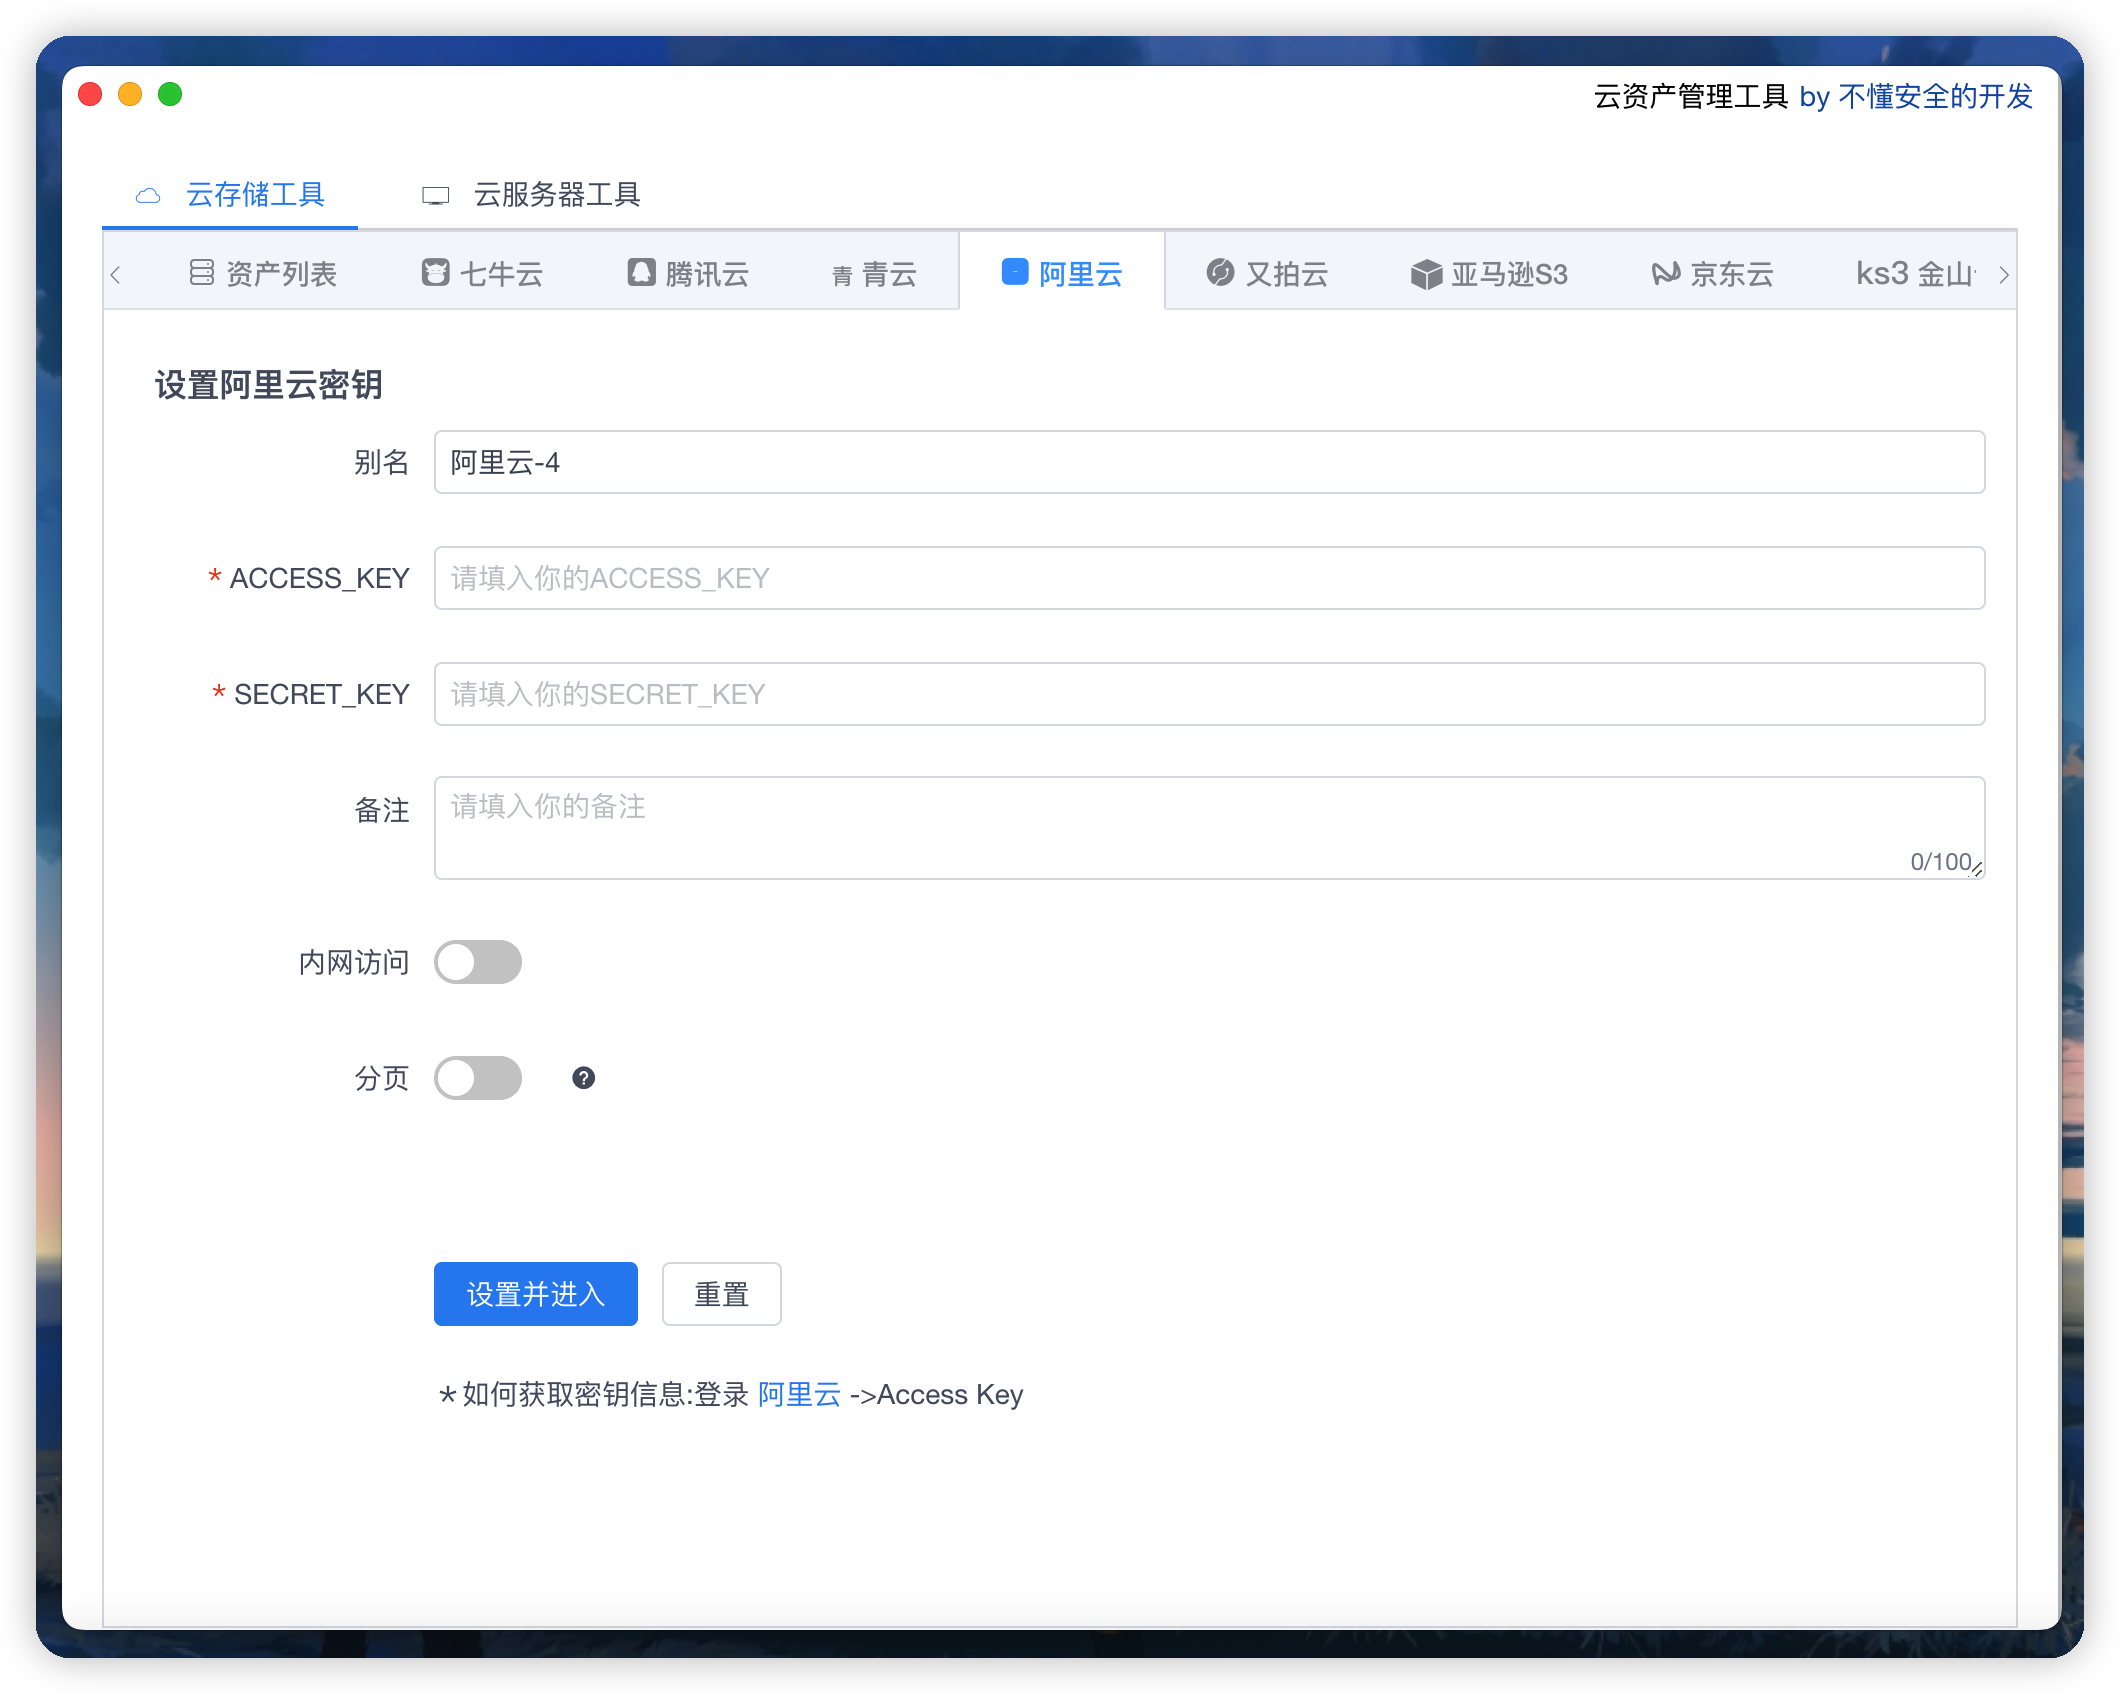 云资产管理工具 by 不懂安全的开发
云存储工具 云服务器工具
资产列表 七牛云 腾讯云 青 青云 阿里云 又拍云 亚马逊S3 京东云 ks3 金山
设置阿里云密钥
别名 阿里云-4
* ACCESS_KEY 请填入你的ACCESS_KEY
* SECRET_KEY 请填入你的SECRET_KEY
备注 请填入你的备注
0/100
内网访问
分页 ?
设置并进入 重置
*如何获取密钥信息:登录 阿里云 ->Access Key